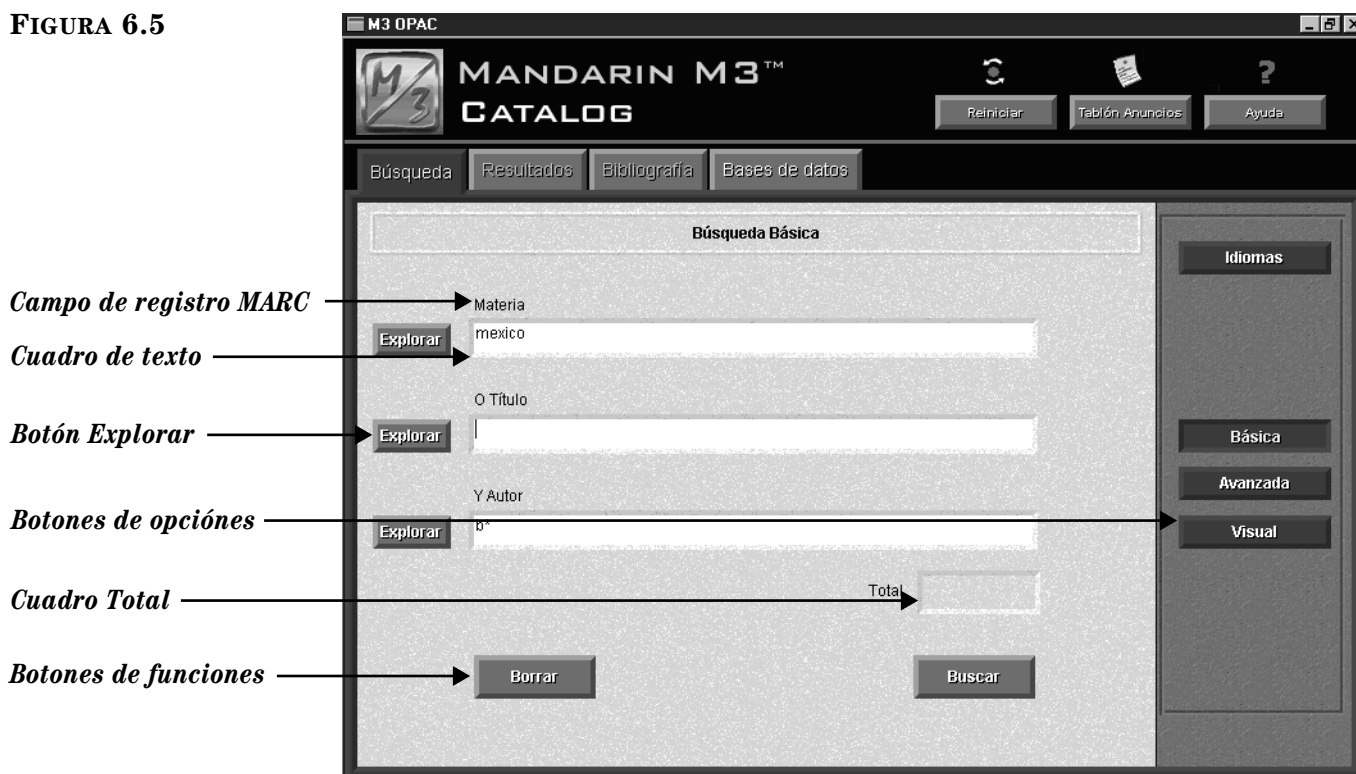 FIGURA 6.5
M3 OPAC
M/3
MANDARIN M3™
CATALOG
Reiniciar
Tablón Anuncios
?
Ayuda
Búsqueda
Resultados
Bibliografía
Bases de datos
Búsqueda Básica
Idiomas
Campo de registro MARC
Materia
Explorar
mexico
Cuadro de texto
O Título
Botón Explorar
Explorar
Básica
Y Autor
Avanzada
Botones de opciónes
Explorar
b*
Visual
Cuadro Total
Total
Botones de funciones
Borrar
Buscar